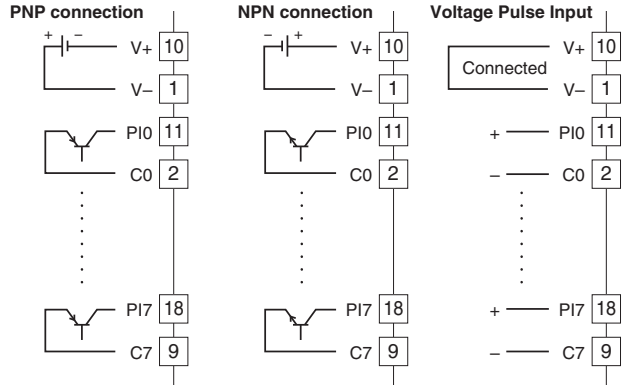 PNP connection
+ − V+ 10
V− 1
PI0 11
C0 2
PI7 18
C7 9
NPN connection
− + V+ 10
V− 1
PI0 11
C0 2
PI7 18
C7 9
Voltage Pulse Input
V+ 10
Connected
V− 1
+ PI0 11
− C0 2
+ PI7 18
− C7 9